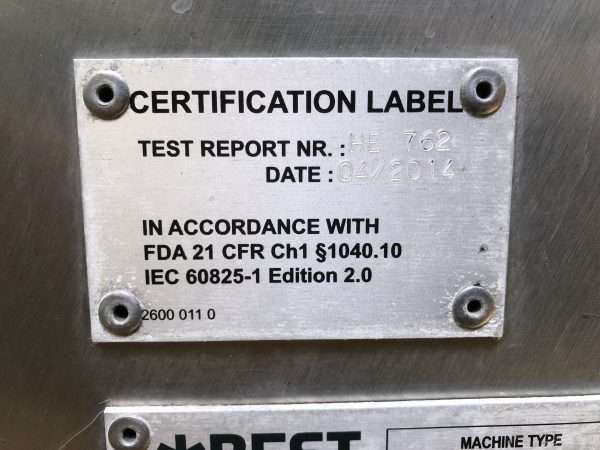 CERTIFICATION LABEL
TEST REPORT NR. : HE 762
DATE : 04/2014
IN ACCORDANCE WITH
FDA 21 CFR Ch1 §1040.10
IEC 60825-1 Edition 2.0
2600 011 0
BEST
MACHINE TYPE